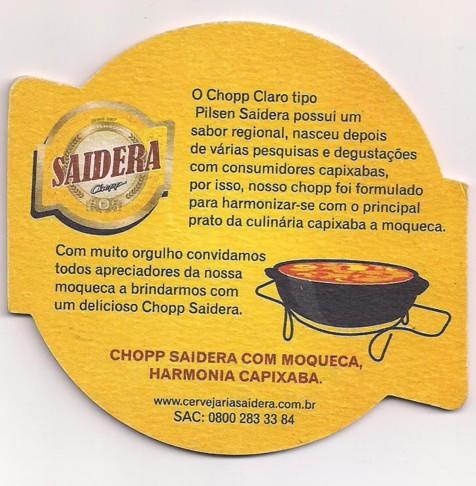 O Chopp Claro tipo
Pilsen Saidera possui um
sabor regional, nasceu depois
de várias pesquisas e degustações
com consumidores capixabas,
por isso, nosso chopp foi formulado
para harmonizar-se com o principal
prato da culinária capixaba a moqueca.
SAIDERA
Chopp
Com muito orgulho convidamos
todos apreciadores da nossa
moqueca a brindarmos com
um delicioso Chopp Saidera.
CHOPP SAIDERA COM MOQUECA,
HARMONIA CAPIXABA.
www.cervejariasaidera.com.br
SAC: 0800 283 33 84